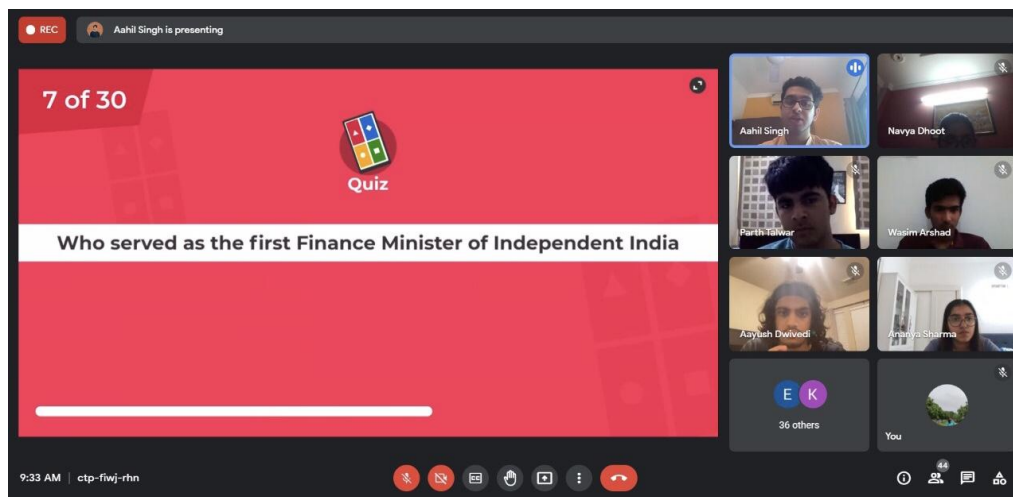 REC
Aahil Singh is presenting
7 of 30
Quiz
Who served as the first Finance Minister of Independent India
Aahil Singh
Navya Dhoot
Parth Talwar
Wasim Arshad
Aayush Dwivedi
Ananya Sharma
E K
36 others
You
9:33 AM | ctp-fiwj-rhn
CC
44